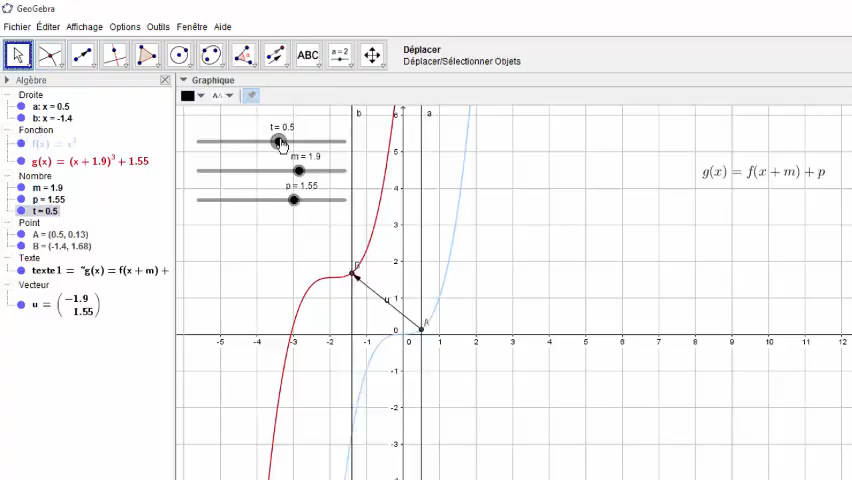 GeoGebra
Fichier Éditer Affichage Options Outils Fenêtre Aide
ABC
a = 2
Déplacer
Déplacer/Sélectionner Objets
Algèbre
Graphique
Droite
a: x = 0.5
b: x = -1.4
Fonction
f(x) = x³
g(x) = (x + 1.9)³ + 1.55
Nombre
m = 1.9
p = 1.55
t = 0.5
Point
A = (0.5, 0.13)
B = (-1.4, 1.68)
Texte
texte1 = "g(x) = f(x + m) +
Vecteur
u = (−1.9
1.55)
b a
t = 0.5
m = 1.9
p = 1.55
g(x) = f(x + m) + p
B
u
A
6
5
4
3
2
1
0
-5 -4 -3 -2 -1 0 1 2 3 4 5 6 7 8 9 10 11 12
-1
-2
-3
-4